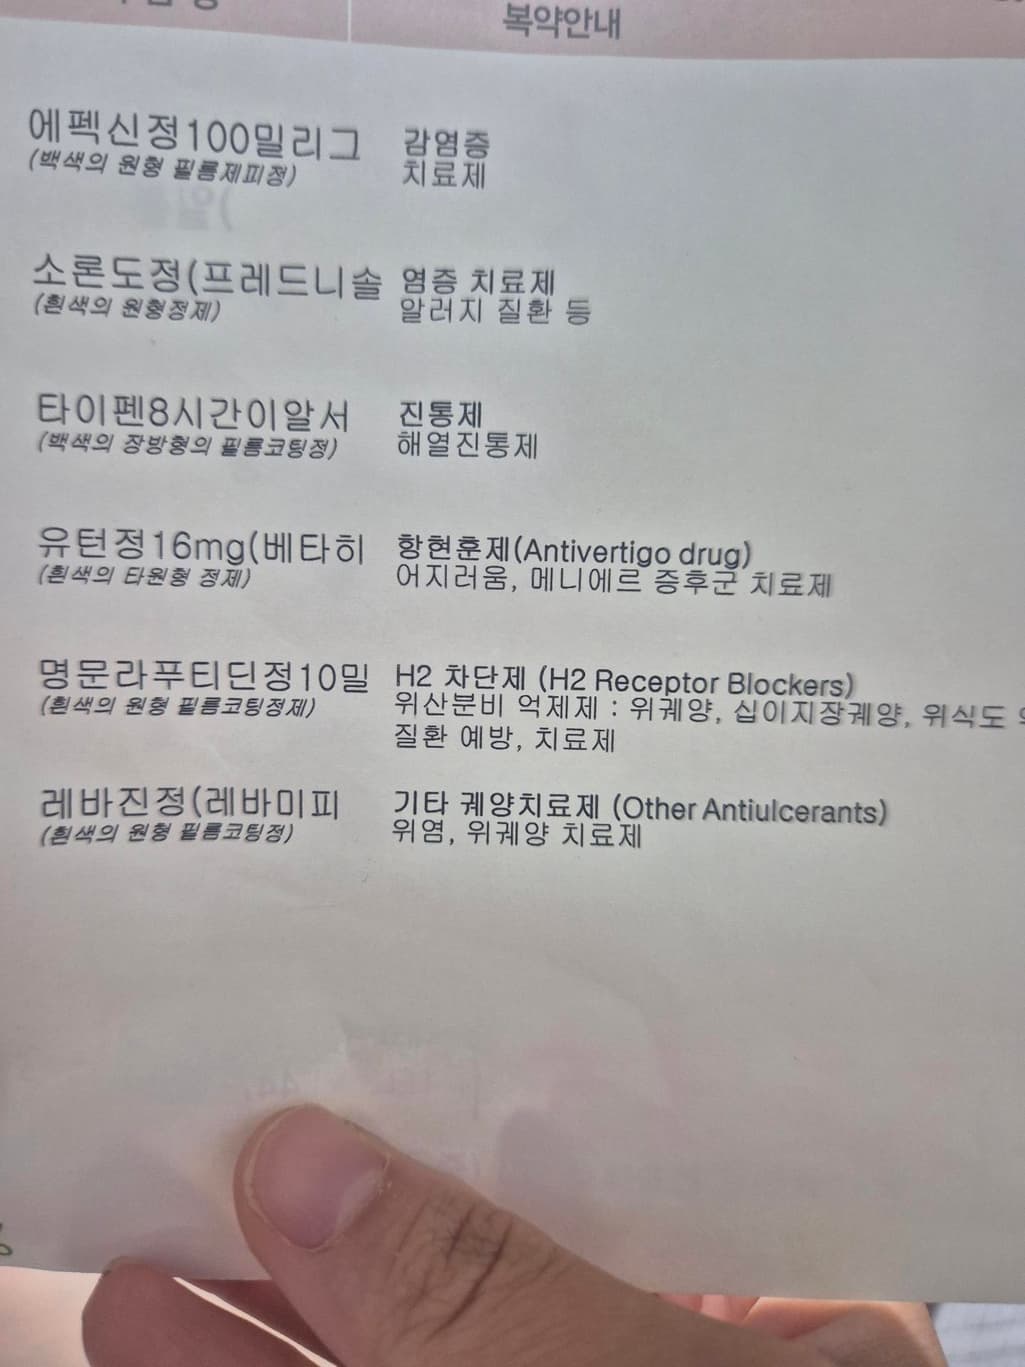 복약안내
에펙신정100밀리그 감염증
(백색의 원형 필름제피정) 치료제
소론도정(프레드니솔 염증 치료제
(흰색의 원형정제) 알러지 질환 등
타이펜8시간이알서 진통제
(백색의 장방형의 필름코팅정) 해열진통제
유턴정16mg(베타히 항현훈제(Antivertigo drug)
(흰색의 타원형 정제) 어지러움, 메니에르 증후군 치료제
명문라푸티딘정10밀 H2 차단제 (H2 Receptor Blockers)
(흰색의 원형 필름코팅정제) 위산분비 억제제 : 위궤양, 십이지장궤양, 위식도
질환 예방, 치료제
레바진정(레바미피 기타 궤양치료제 (Other Antiulcerants)
(흰색의 원형 필름코팅정) 위염, 위궤양 치료제